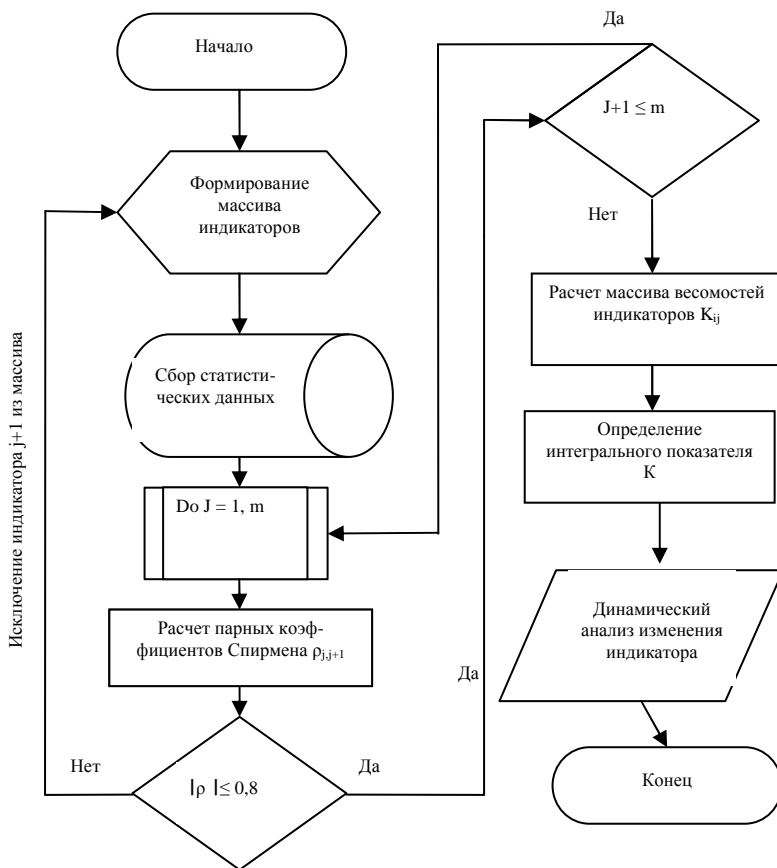 Начало
Формирование
массива
индикаторов
Сбор статисти-
ческих данных
Do J = 1, m
Расчет парных коэф-
фициентов Спирмена ρj,j+1
|ρ |≤ 0,8
Нет
Да
Исключение индикатора j+1 из массива
Да
Да
J+1 ≤ m
Нет
Расчет массива весомостей
индикаторов Kij
Определение
интегрального показателя
К
Динамический
анализ изменения
индикатора
Конец